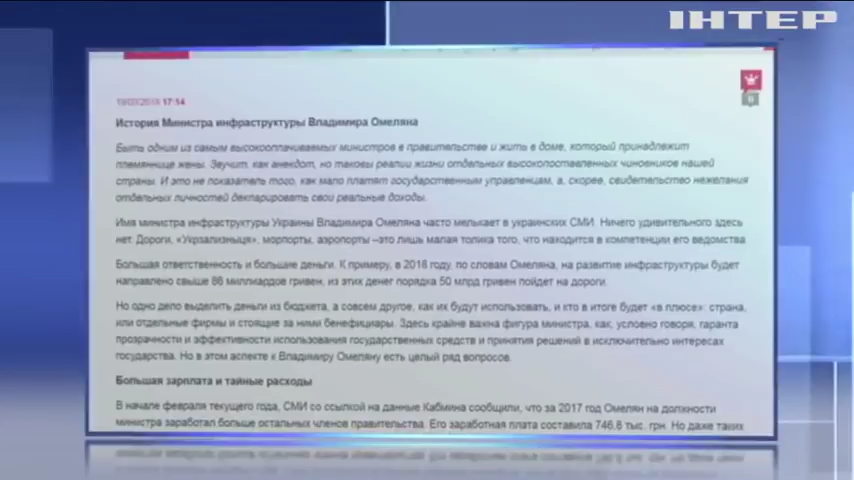 ІНТЕР
17:14
История Министра инфраструктуры Владимира Омеляна
Быть одним из самым высокооплачиваемых министров в правительстве и жить в доме, который принадлежит
племяннице жены. Звучит, как анекдот, но таковы реалии жизни отдельных высокопоставленных чиновников нашей
страны. И это не показатель того, как мало платят государственным управленцам, а, скорее, свидетельство нежелания
отдельных личностей декларировать свои реальные доходы.
Имя министра инфраструктуры Украины Владимира Омеляна часто мелькает в украинских СМИ. Ничего удивительного здесь
нет. Дороги, «Укрзализныця», морпорты, аэропорты –это лишь малая толика того, что находится в компетенции его ведомства
Большая ответственность и большие деньги. К примеру, в 2018 году, по словам Омеляна, на развитие инфраструктуры будет
направлено свыше 86 миллиардов гривен, из этих денег порядка 50 млрд гривен пойдет на дороги.
Но одно дело выделить деньги из бюджета, а совсем другое, как их будут использовать, и кто в итоге будет «в плюсе»: страна,
или отдельные фирмы и стоящие за ними бенефициары. Здесь крайне важна фигура министра, как, условно говоря, гаранта
прозрачности и эффективности использования государственных средств и принятия решений в исключительно интересах
государства. Но в этом аспекте к Владимиру Омеляну есть целый ряд вопросов.
Большая зарплата и тайные расходы
В начале февраля текущего года, СМИ со ссылкой на данные Кабмина сообщили, что за 2017 год Омелян на должности
министра заработал больше остальных членов правительства. Его заработная плата составила 746,8 тыс. грн. Но даже таких